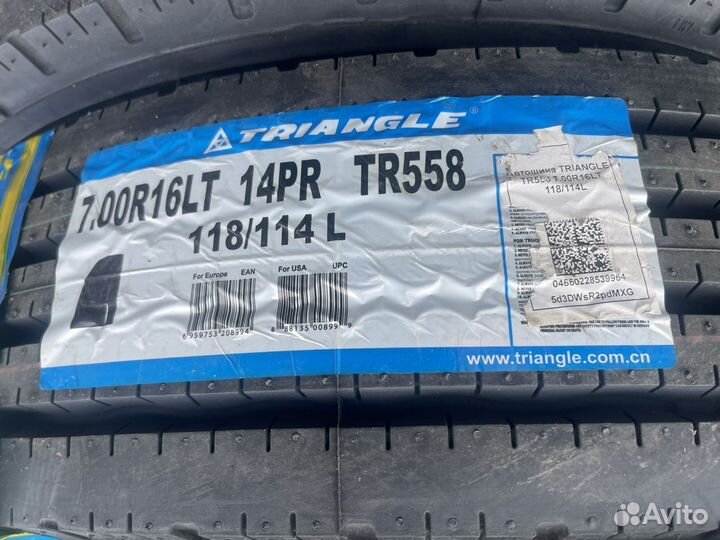 TRIANGLE®
7.00R16LT 14PR TR558
118/114 L
For Europe EAN
6 959753 208994
For USA UPC
8 88135 00899 9
Автошина TRIANGLE
7.00R16LT
118/114L
FOR TRUCK
04660228539964
5d3DWsR2pdMXG
www.triangle.com.cn
Avito